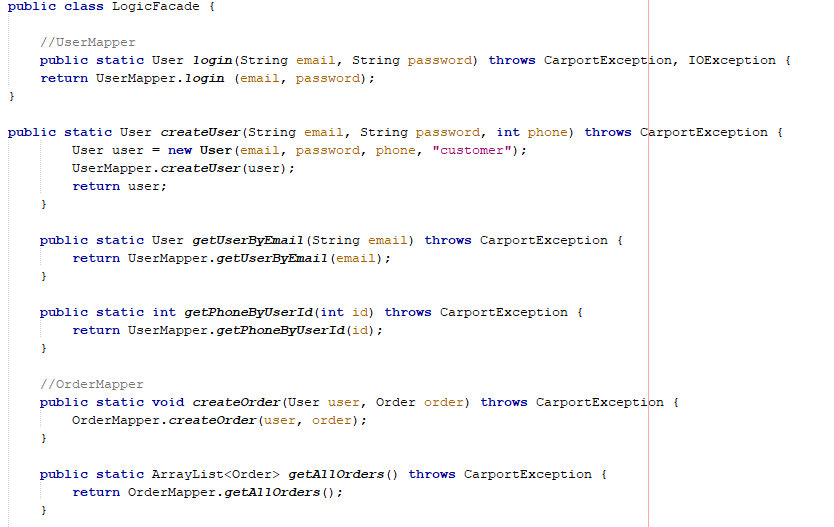 public class LogicFacade {
//UserMapper
public static User login(String email, String password) throws CarportException, IOException {
return UserMapper.login (email, password);
}
public static User createUser(String email, String password, int phone) throws CarportException {
User user = new User(email, password, phone, "customer");
UserMapper.createUser(user);
return user;
}
public static User getUserByEmail(String email) throws CarportException {
return UserMapper.getUserByEmail(email);
}
public static int getPhoneByUserId(int id) throws CarportException {
return UserMapper.getPhoneByUserId(id);
}
//OrderMapper
public static void createOrder(User user, Order order) throws CarportException {
OrderMapper.createOrder(user, order);
}
public static ArrayList<Order> getAllOrders() throws CarportException {
return OrderMapper.getAllOrders();
}